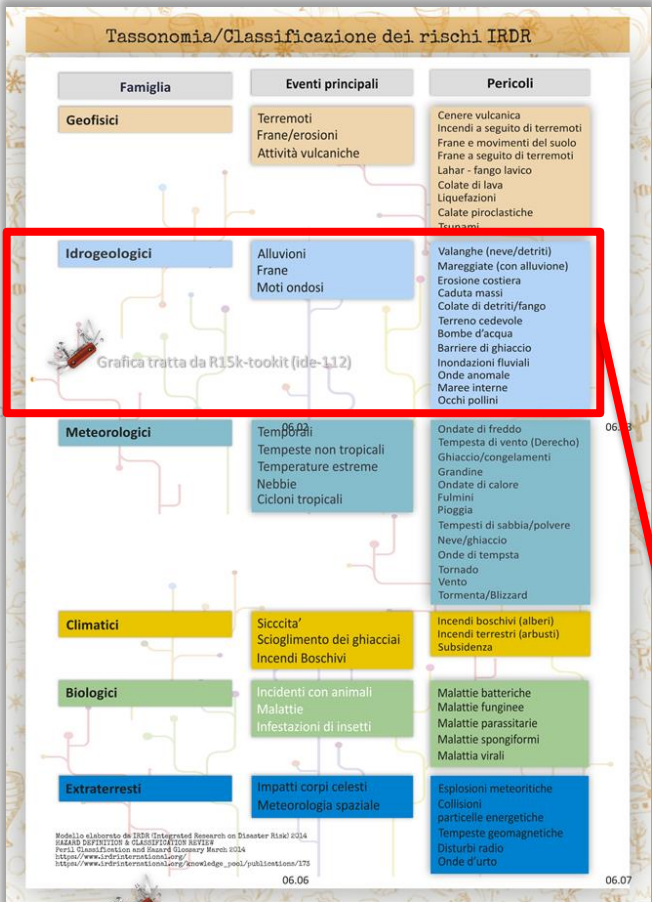 Tassonomia/Classificazione dei rischi IRDR
Famiglia
Eventi principali
Pericoli
Geofisici
Terremoti
Frane/erosioni
Attività vulcaniche
Cenere vulcanica
Incendi a seguito di terremoti
Frane e movimenti del suolo
Frane a seguito di terremoti
Lahar - fango lavico
Colate di lava
Liquefazioni
Calate piroclastiche
Tsunami
Idrogeologici
Alluvioni
Frane
Moti ondosi
Valanghe (neve/detriti)
Mareggiate (con alluvione)
Erosione costiera
Caduta massi
Colate di detriti/fango
Terreno cedevole
Bombe d'acqua
Barriere di ghiaccio
Inondazioni fluviali
Onde anomale
Maree interne
Occhi pollini
Grafica tratta da R15k-tookit (ide-112)
06.02
Meteorologici
Temporali
Tempeste non tropicali
Temperature estreme
Nebbie
Cicloni tropicali
Ondate di freddo
Tempesta di vento (Derecho)
Ghiaccio/congelamenti
Grandine
Ondate di calore
Fulmini
Pioggia
Tempesti di sabbia/polvere
Neve/ghiaccio
Onde di tempsta
Tornado
Vento
Tormenta/Blizzard
Climatici
Sicccita'
Scioglimento dei ghiacciai
Incendi Boschivi
Incendi boschivi (alberi)
Incendi terrestri (arbusti)
Subsidenza
Biologici
Incidenti con animali
Malattie
Infestazioni di insetti
Malattie batteriche
Malattie funginee
Malattie parassitarie
Malattie spongiformi
Malattia virali
Extraterresti
Impatti corpi celesti
Meteorologia spaziale
Esplosioni meteoritiche
Collisioni
particelle energetiche
Tempeste geomagnetiche
Disturbi radio
Onde d'urto
Modello elaborato da IRDR (Integrated Research on Disaster Risk) 2014
HAZARD DEFINITION & CLASSIFICATION REVIEW
Peril Classification and Hazard Glossary March 2014
https://www.irdrinternational.org/
https://www.irdrinternational.org/knowledge_pool/publications/173
06.06
06.07